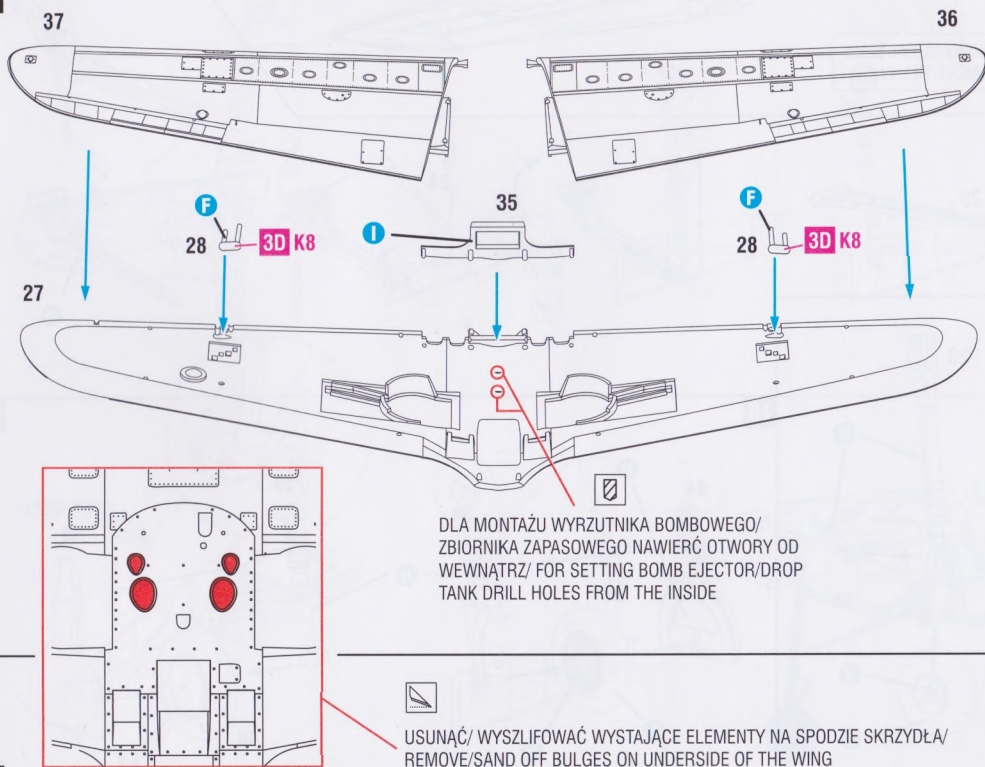 37
36
F
28
3D K8
35
I
F
28
3D K8
27
DLA MONTAŻU WYRZUTNIKA BOMBOWEGO/
ZBIORNIKA ZAPASOWEGO NAWIERĆ OTWORY OD
WEWNĄTRZ/ FOR SETTING BOMB EJECTOR/DROP
TANK DRILL HOLES FROM THE INSIDE
USUNĄĆ/ WYSZLIFOWAĆ WYSTAJĄCE ELEMENTY NA SPODZIE SKRZYDŁA/
REMOVE/SAND OFF BULGES ON UNDERSIDE OF THE WING